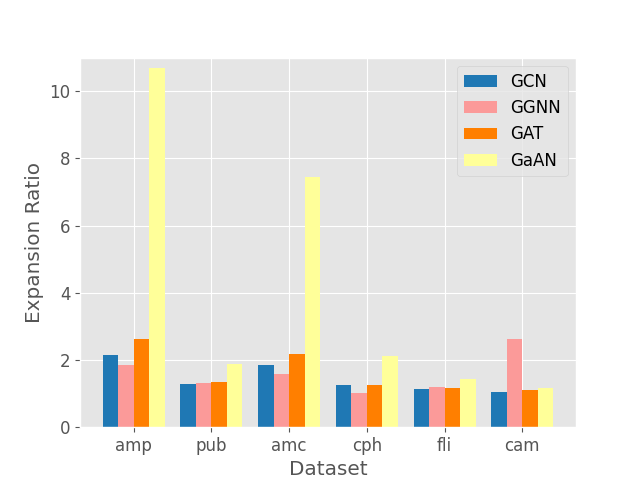 10
8
6
4
2
0
Expansion Ratio
GCN
GGNN
GAT
GaAN
amp pub amc cph fli cam
Dataset